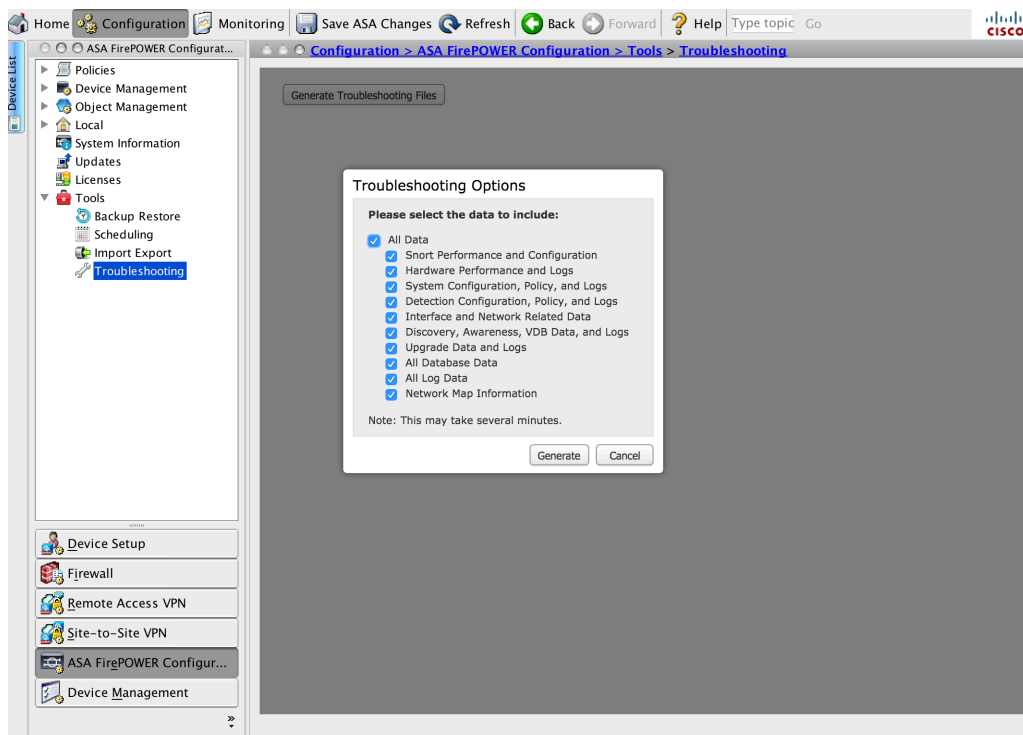 Home Configuration Monitoring Save ASA Changes Refresh Back Forward Help Type topic Go
CISCO
Device List
ASA FirePOWER Configurat...
Configuration > ASA FirePOWER Configuration > Tools > Troubleshooting
Policies
Device Management
Object Management
Local
System Information
Updates
Licenses
Tools
Backup Restore
Scheduling
Import Export
Troubleshooting
Generate Troubleshooting Files
Troubleshooting Options
Please select the data to include:
All Data
Snort Performance and Configuration
Hardware Performance and Logs
System Configuration, Policy, and Logs
Detection Configuration, Policy, and Logs
Interface and Network Related Data
Discovery, Awareness, VDB Data, and Logs
Upgrade Data and Logs
All Database Data
All Log Data
Network Map Information
Note: This may take several minutes.
Generate Cancel
Device Setup
Firewall
Remote Access VPN
Site-to-Site VPN
ASA FirePOWER Configur...
Device Management